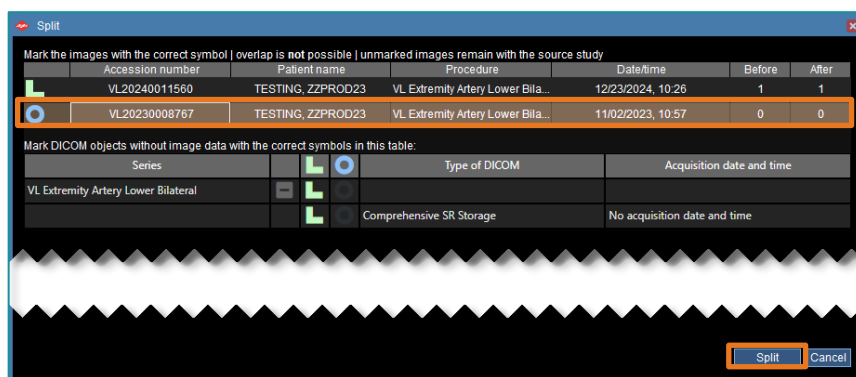 Split
Mark the images with the correct symbol | overlap is not possible | unmarked images remain with the source study
Accession number Patient name Procedure Date/time Before After
VL20240011560 TESTING, ZZPROD23 VL Extremity Artery Lower Bila... 12/23/2024, 10:26 1 1
VL20230008767 TESTING, ZZPROD23 VL Extremity Artery Lower Bila... 11/02/2023, 10:57 0 0
Mark DICOM objects without image data with the correct symbols in this table:
Series Type of DICOM Acquisition date and time
VL Extremity Artery Lower Bilateral
Comprehensive SR Storage No acquisition date and time
Split Cancel